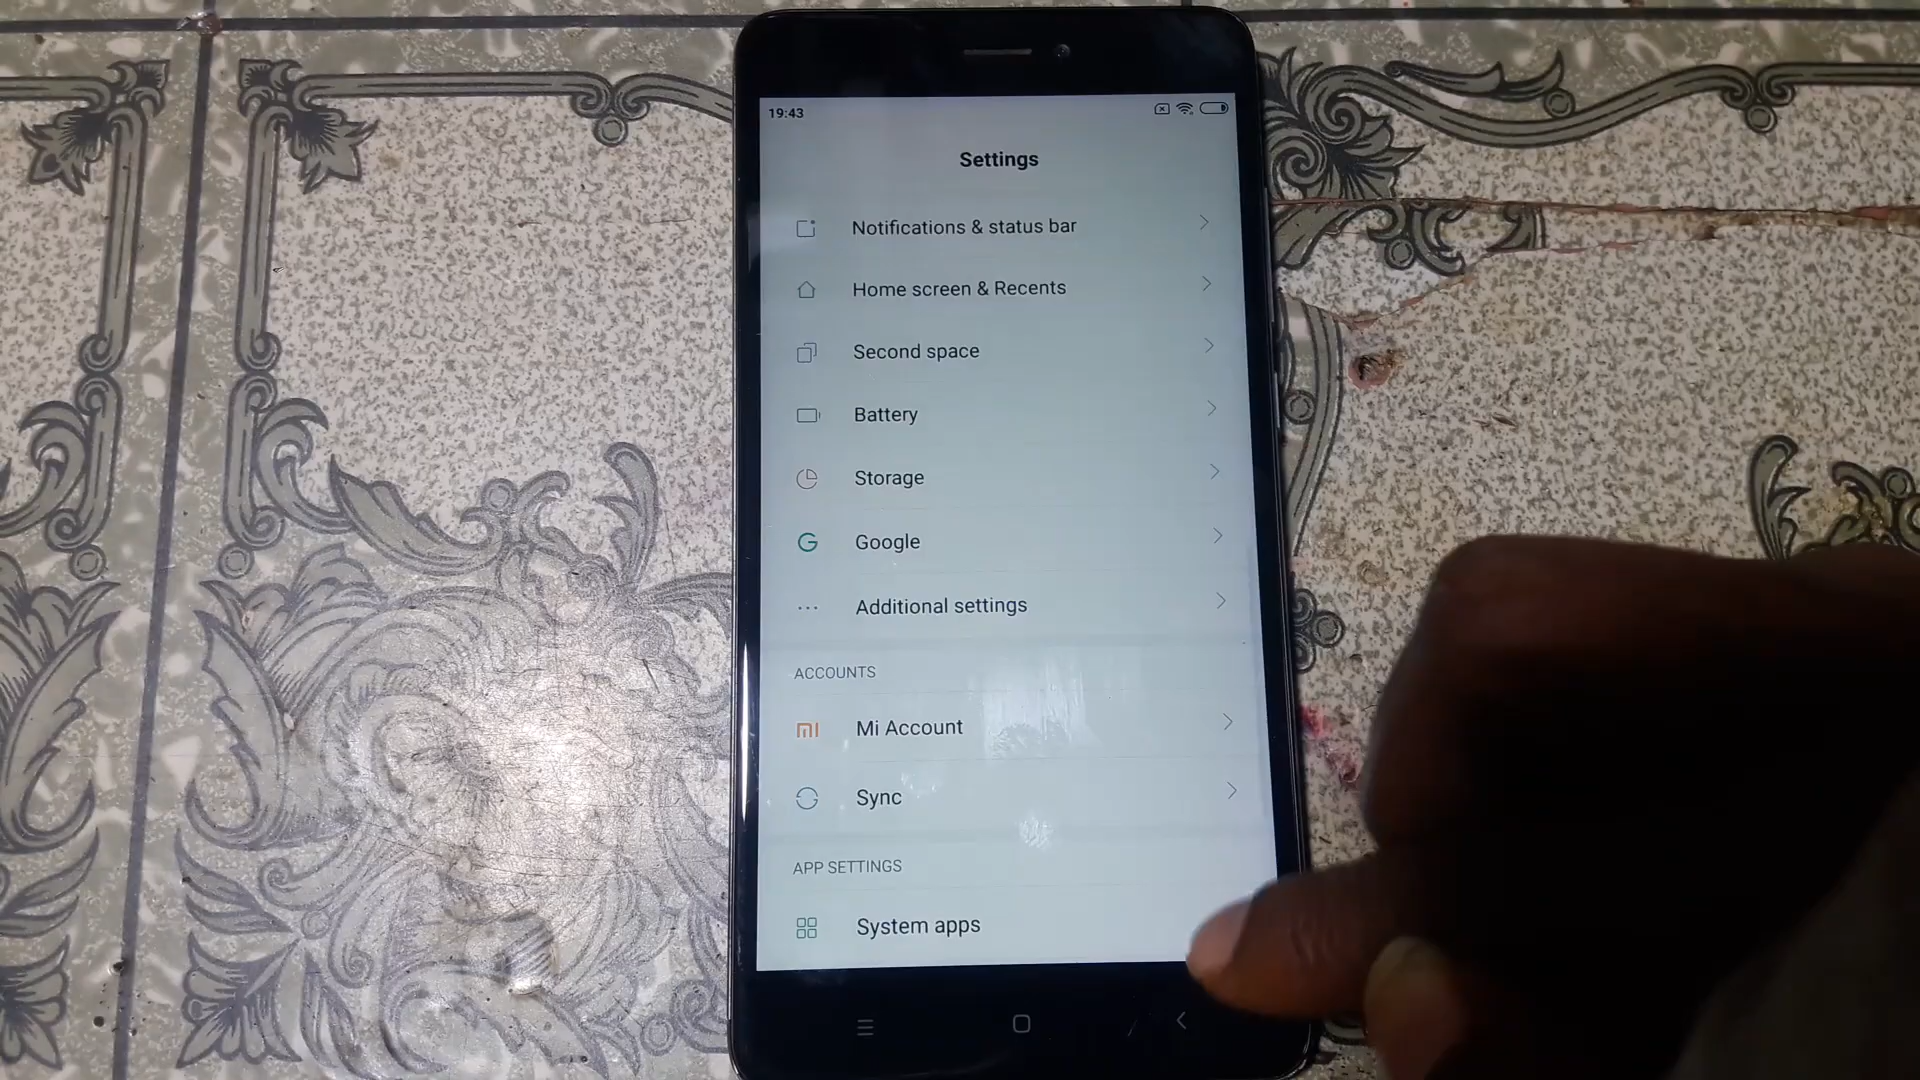 19:43
Settings
Notifications & status bar
Home screen & Recents
Second space
Battery
Storage
Google
Additional settings
ACCOUNTS
Mi Account
Sync
APP SETTINGS
System apps